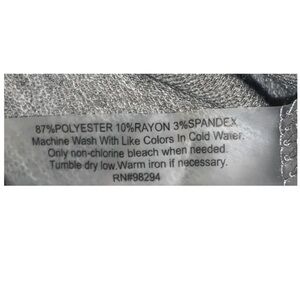 87%POLYESTER 10%RAYON 3%SPANDEX
Machine Wash With Like Colors In Cold Water.
Only non-chlorine bleach when needed.
Tumble dry low. Warm iron if necessary.
RN#98294